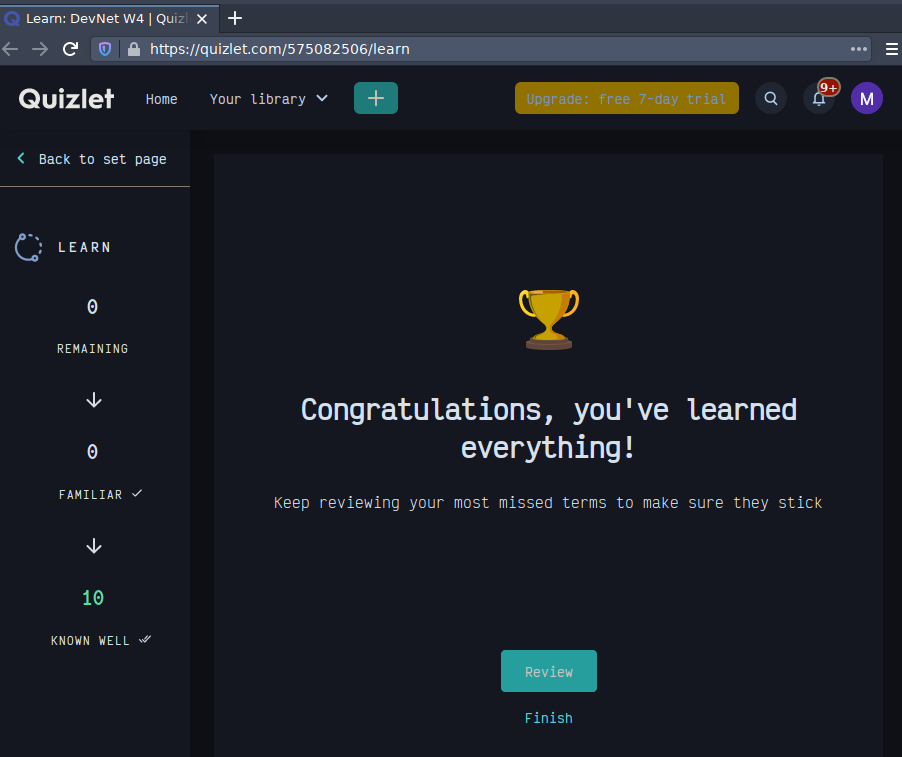 Learn: DevNet W4 | Quizl
https://quizlet.com/575082506/learn
Quizlet
Home
Your library
Upgrade: free 7-day trial
9+
M
Back to set page
LEARN
0
REMAINING
0
FAMILIAR
10
KNOWN WELL
Congratulations, you've learned
everything!
Keep reviewing your most missed terms to make sure they stick
Review
Finish